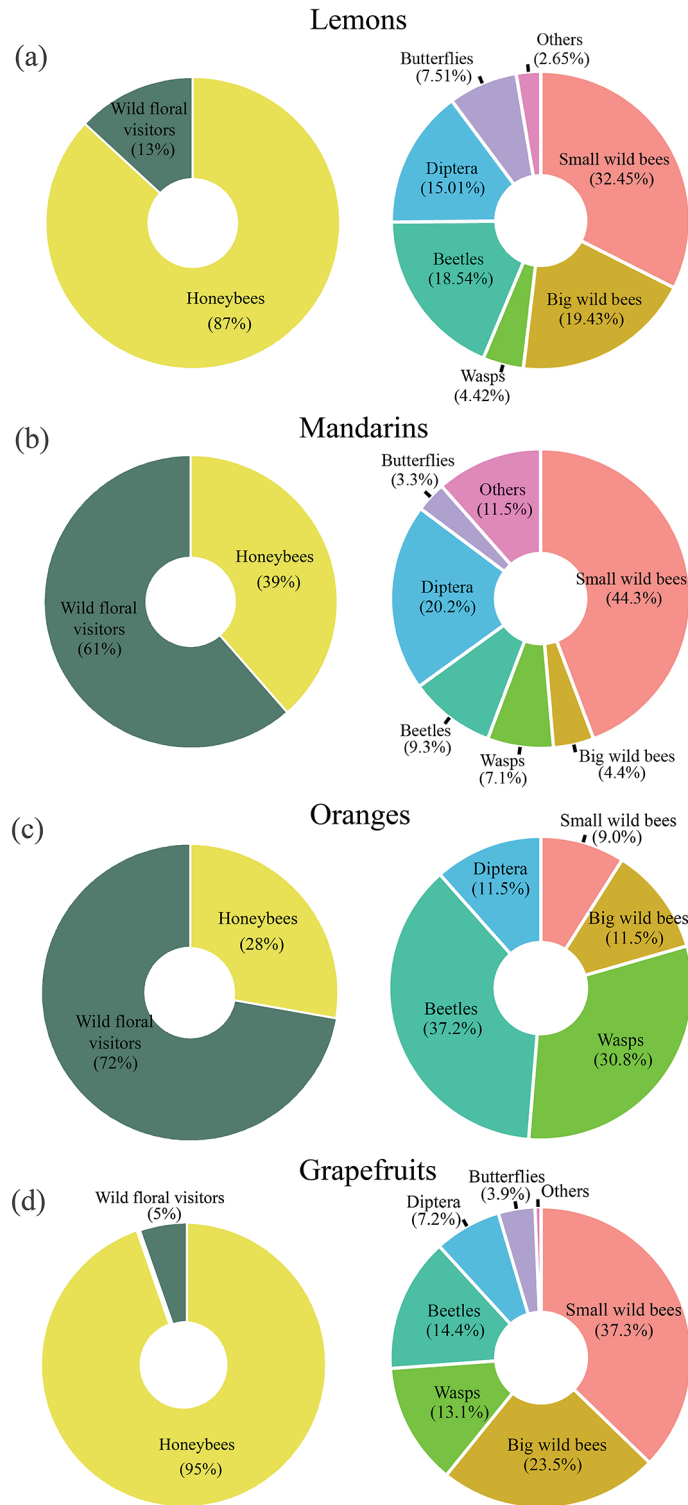 Lemons
(a)
Wild floral
visitors
(13%)
Honeybees
(87%)
Butterflies
(7.51%)
Others
(2.65%)
Small wild bees
(32.45%)
Diptera
(15.01%)
Beetles
(18.54%)
Big wild bees
(19.43%)
Wasps
(4.42%)
Mandarins
(b)
Honeybees
(39%)
Wild floral
visitors
(61%)
Butterflies
(3.3%)
Others
(11.5%)
Small wild bees
(44.3%)
Diptera
(20.2%)
Beetles
(9.3%)
Wasps
(7.1%)
Big wild bees
(4.4%)
Oranges
(c)
Honeybees
(28%)
Wild floral
visitors
(72%)
Small wild bees
(9.0%)
Diptera
(11.5%)
Big wild bees
(11.5%)
Beetles
(37.2%)
Wasps
(30.8%)
Grapefruits
(d)
Wild floral visitors
(5%)
Honeybees
(95%)
Butterflies
(3.9%)
Others
Diptera
(7.2%)
Small wild bees
(37.3%)
Beetles
(14.4%)
Wasps
(13.1%)
Big wild bees
(23.5%)